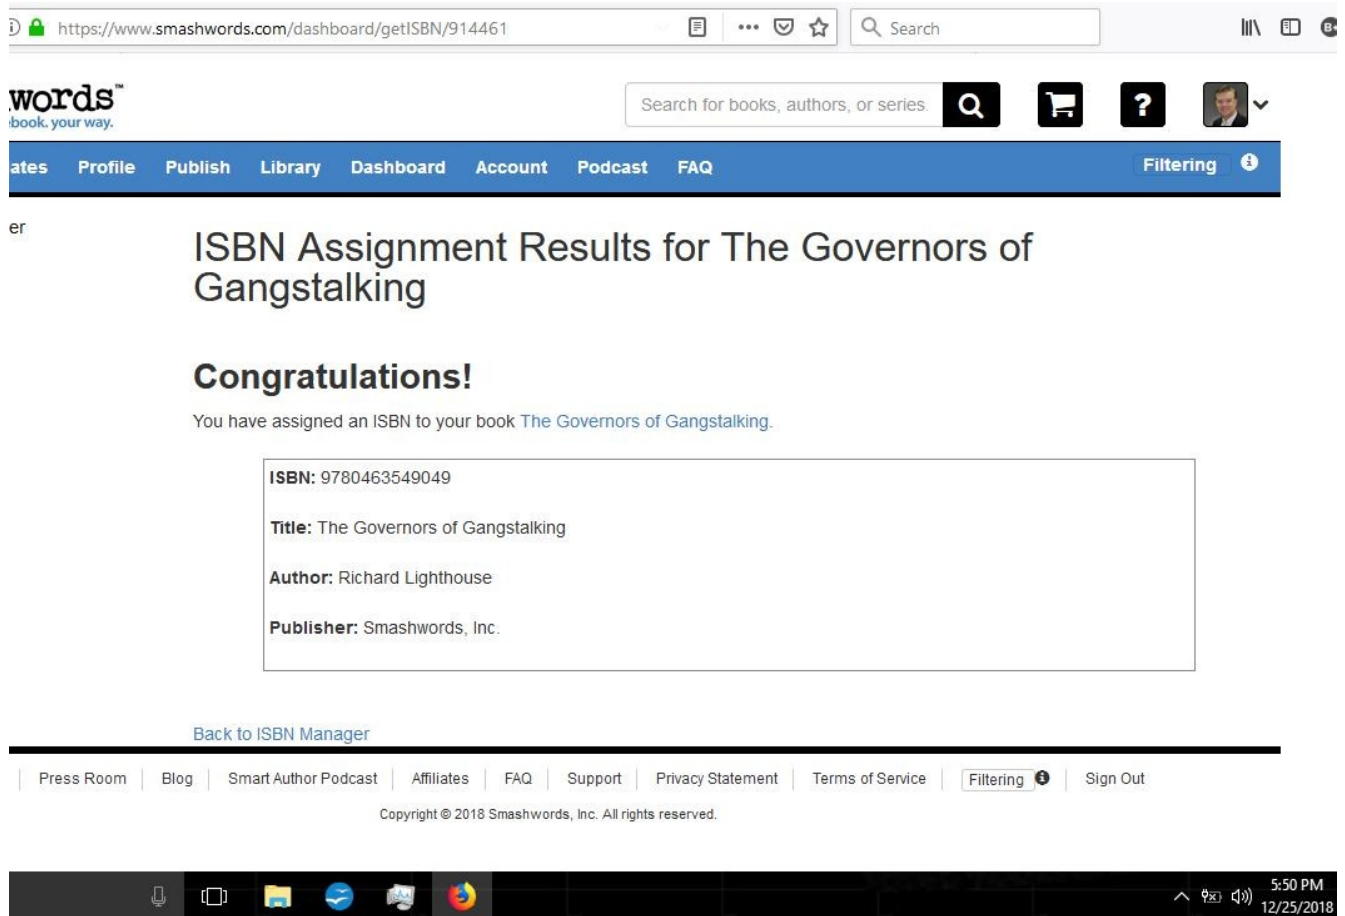 https://www.smashwords.com/dashboard/getISBN/914461
Search
words™
book. your way.
Search for books, authors, or series.
?
ates Profile Publish Library Dashboard Account Podcast FAQ Filtering
er
ISBN Assignment Results for The Governors of
Gangstalking
Congratulations!
You have assigned an ISBN to your book The Governors of Gangstalking.
ISBN: 9780463549049
Title: The Governors of Gangstalking
Author: Richard Lighthouse
Publisher: Smashwords, Inc.
Back to ISBN Manager
Press Room Blog Smart Author Podcast Affiliates FAQ Support Privacy Statement Terms of Service Filtering Sign Out
Copyright © 2018 Smashwords, Inc. All rights reserved.
5:50 PM
12/25/2018